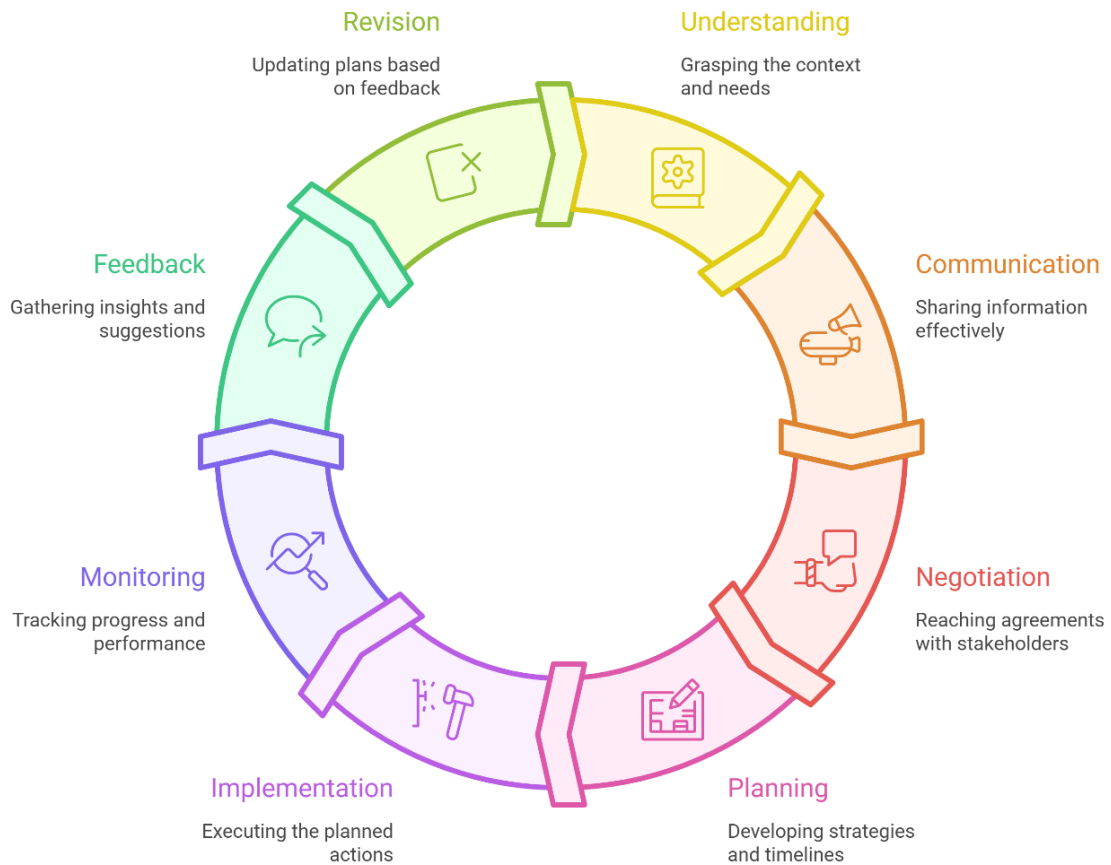 Revision
Updating plans based
on feedback
Understanding
Grasping the context
and needs
Feedback
Gathering insights and
suggestions
Communication
Sharing information
effectively
Monitoring
Tracking progress and
performance
Negotiation
Reaching agreements
with stakeholders
Implementation
Executing the planned
actions
Planning
Developing strategies
and timelines